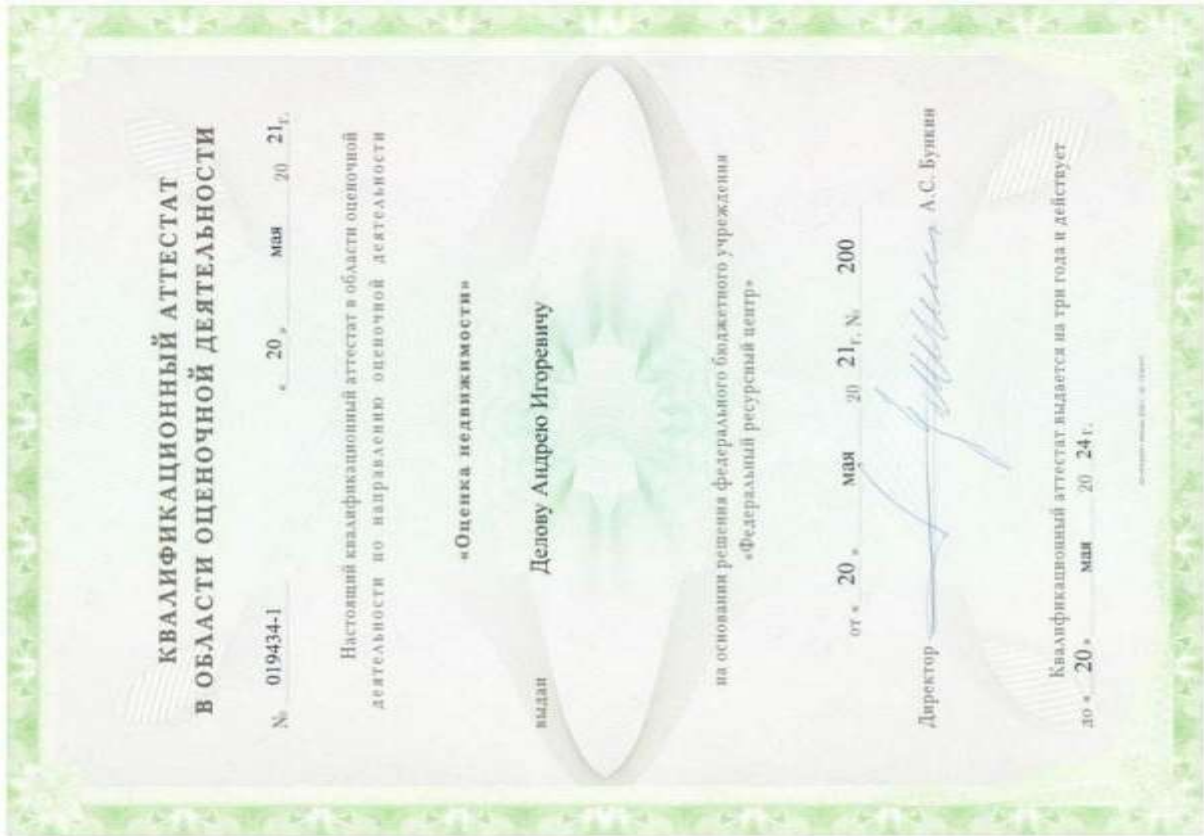 КВАЛИФИКАЦИОННЫЙ АТТЕСТАТ
В ОБЛАСТИ ОЦЕНОЧНОЙ ДЕЯТЕЛЬНОСТИ
№ 019434-1 « 20 » мая 20 21 г.
Настоящий квалификационный аттестат в области оценочной
деятельности по направлению оценочной деятельности
«Оценка недвижимости»
выдан Делову Андрею Игоревичу
на основании решения федерального бюджетного учреждения
«Федеральный ресурсный центр»
от « 20 » мая 20 21 г. № 200
Директор А.С. Бункин
Квалификационный аттестат выдается на три года и действует
до « 20 » мая 20 24 г.